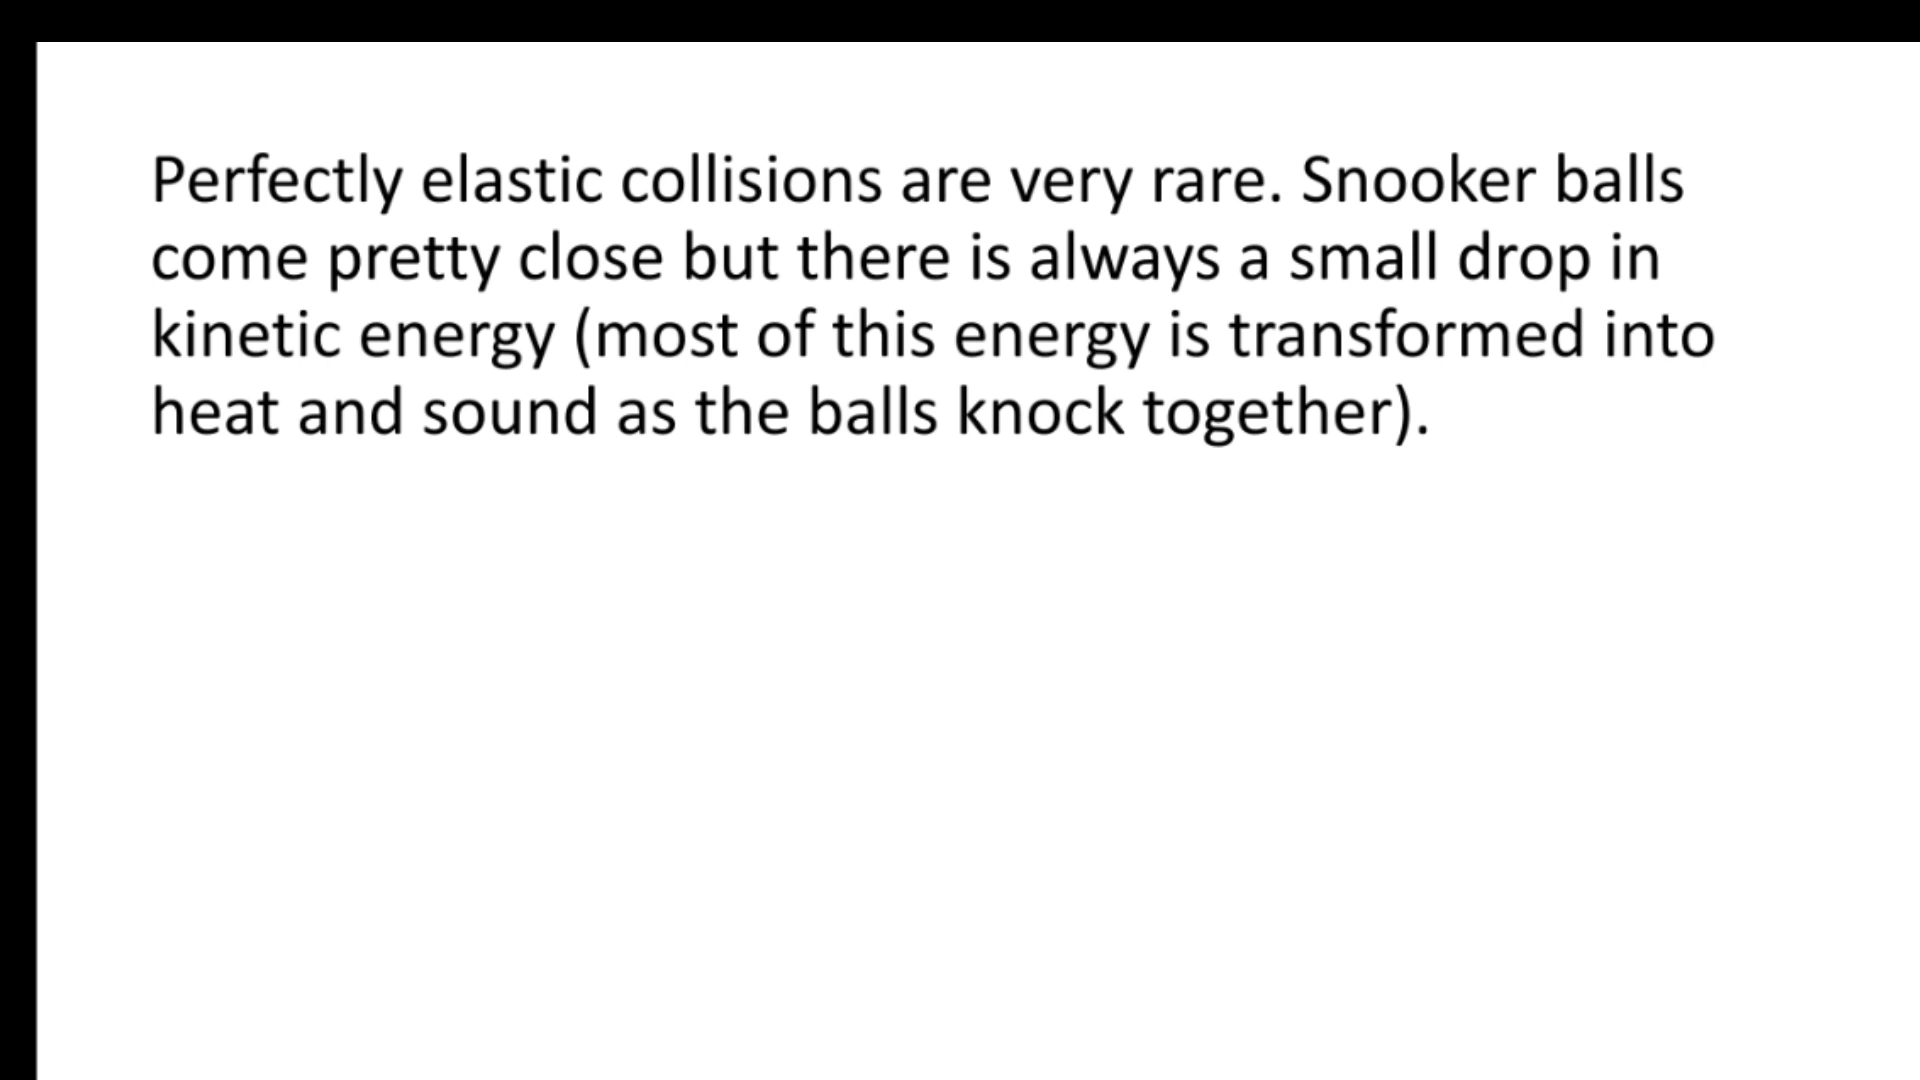 Perfectly elastic collisions are very rare. Snooker balls
come pretty close but there is always a small drop in
kinetic energy (most of this energy is transformed into
heat and sound as the balls knock together).